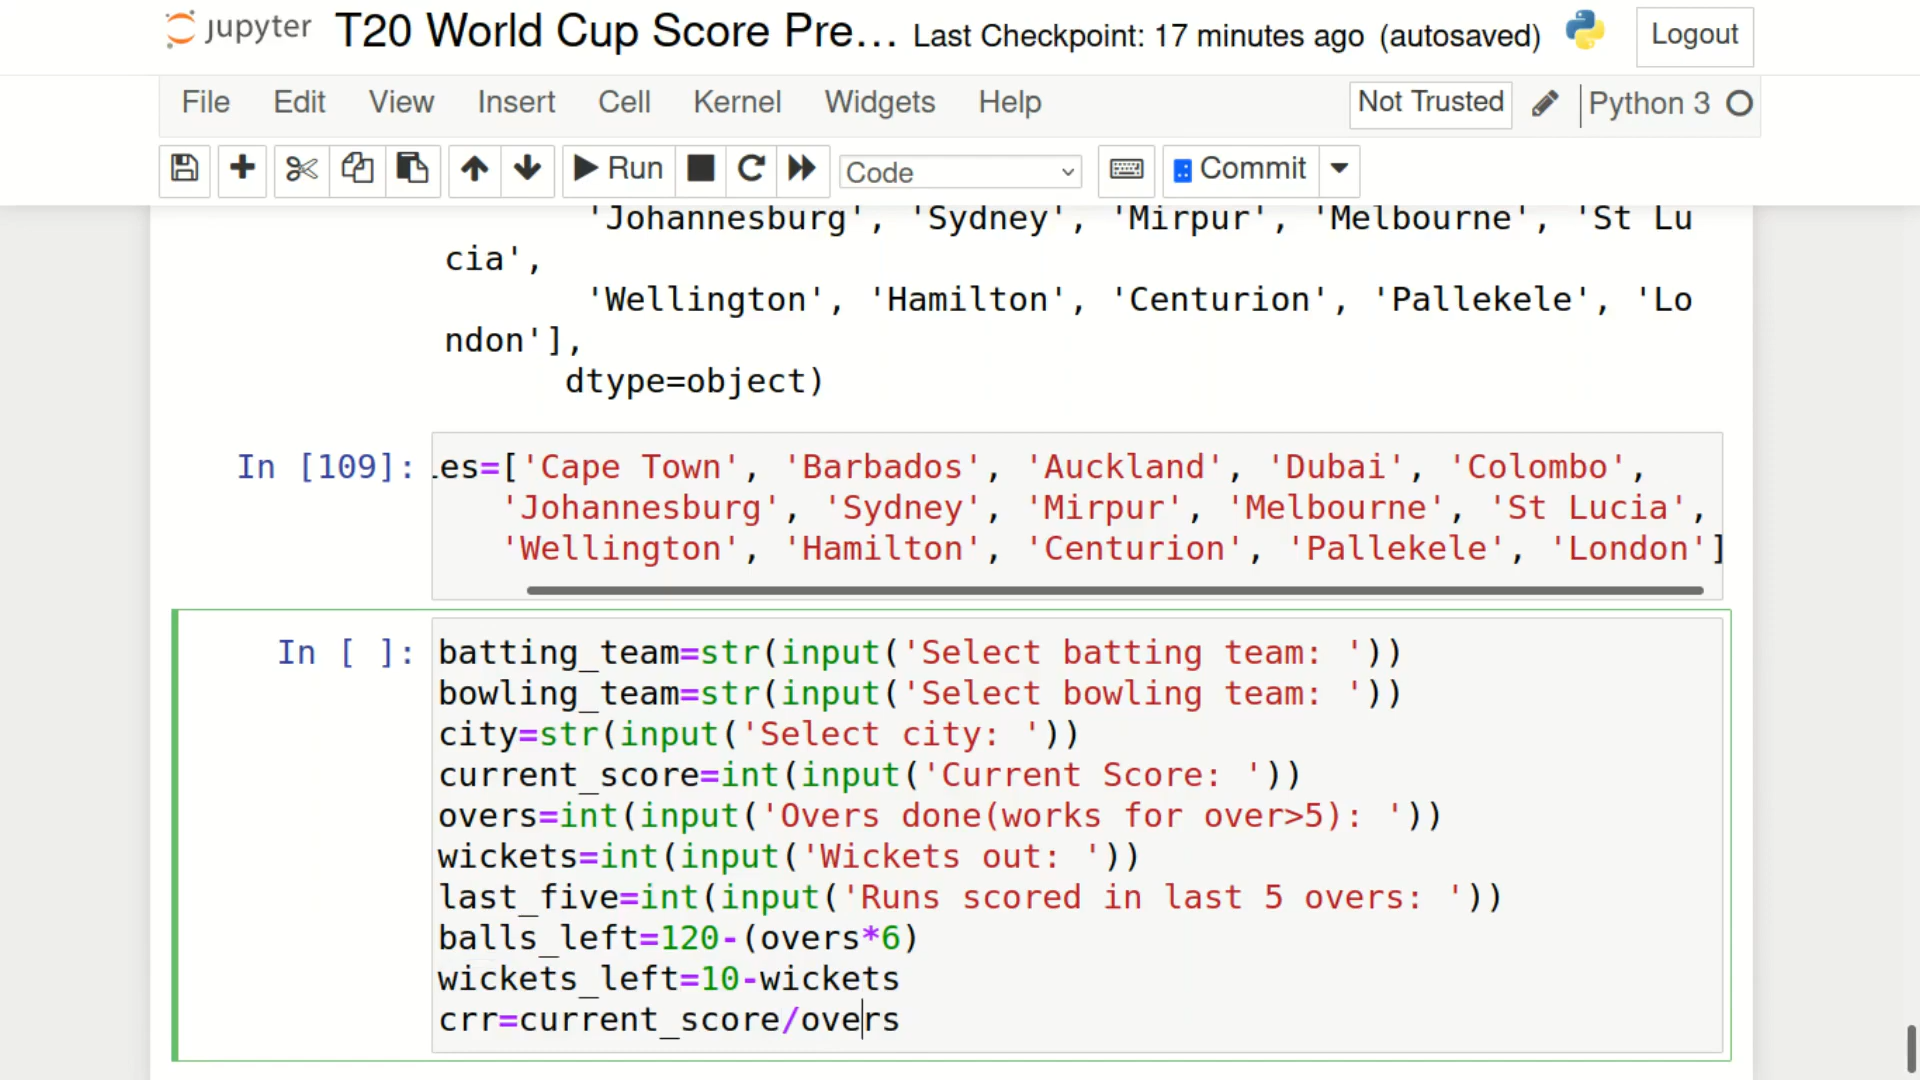 jupyter T20 World Cup Score Pre... Last Checkpoint: 17 minutes ago (autosaved) Logout
File Edit View Insert Cell Kernel Widgets Help Not Trusted Python 3
Run Code Commit
'Johannesburg', 'Sydney', 'Mirpur', 'Melbourne', 'St Lu
cia',
'Wellington', 'Hamilton', 'Centurion', 'Pallekele', 'Lo
ndon'],
dtype=object)
In [109]: ies=['Cape Town', 'Barbados', 'Auckland', 'Dubai', 'Colombo',
'Johannesburg', 'Sydney', 'Mirpur', 'Melbourne', 'St Lucia',
'Wellington', 'Hamilton', 'Centurion', 'Pallekele', 'London']
In [ ]: batting_team=str(input('Select batting team: '))
bowling_team=str(input('Select bowling team: '))
city=str(input('Select city: '))
current_score=int(input('Current Score: '))
overs=int(input('Overs done(works for over>5): '))
wickets=int(input('Wickets out: '))
last_five=int(input('Runs scored in last 5 overs: '))
balls_left=120-(overs*6)
wickets_left=10-wickets
crr=current_score/overs